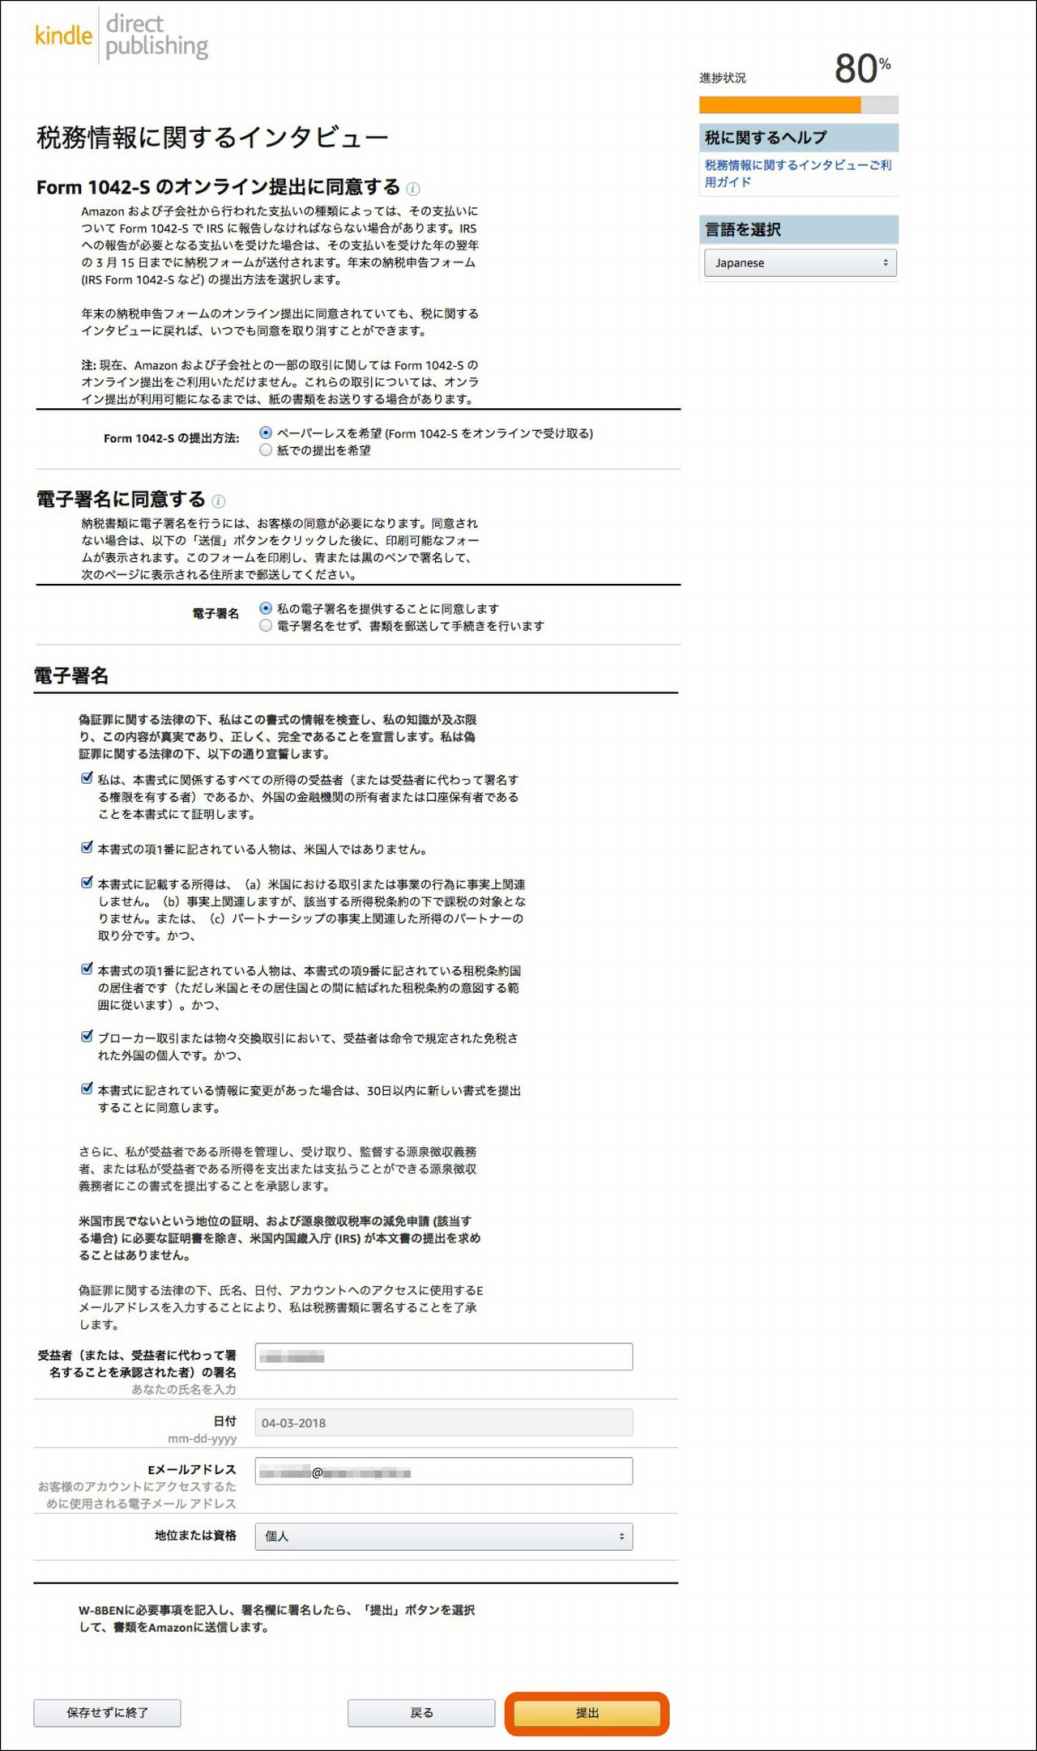 kindle direct publishing
進捗状況 80%
税務情報に関するインタビュー
税に関するヘルプ
税務情報に関するインタビューご利
用ガイド
言語を選択
Japanese
Form 1042-S のオンライン提出に同意する
Amazon および子会社から行われた支払いの種類によっては、その支払いに
ついて Form 1042-S で IRS に報告しなければならない場合があります。IRS
への報告が必要となる支払いを受けた場合は、その支払いを受けた年の翌年
の 3 月 15 日までに納税フォームが送付されます。年末の納税申告フォーム
(IRS Form 1042-S など) の提出方法を選択します。
年末の納税申告フォームのオンライン提出に同意されていても、税に関する
インタビューに戻れば、いつでも同意を取り消すことができます。
注: 現在、Amazon および子会社との一部の取引に関しては Form 1042-S の
オンライン提出をご利用いただけません。これらの取引については、オンラ
イン提出が利用可能になるまでは、紙の書類をお送りする場合があります。
Form 1042-S の提出方法:
ペーパーレスを希望 (Form 1042-S をオンラインで受け取る)
紙での提出を希望
電子署名に同意する
納税書類に電子署名を行うには、お客様の同意が必要になります。同意され
ない場合は、以下の「送信」ボタンをクリックした後に、印刷可能なフォー
ムが表示されます。このフォームを印刷し、青または黒のペンで署名して、
次のページに表示される住所まで郵送してください。
電子署名
私の電子署名を提供することに同意します
電子署名をせず、書類を郵送して手続きを行います
電子署名
偽証罪に関する法律の下、私はこの書式の情報を検査し、私の知識が及ぶ限
り、この内容が真実であり、正しく、完全であることを宣言します。私は偽
証罪に関する法律の下、以下の通り宣誓します。
私は、本書式に関係するすべての所得の受益者（または受益者に代わって署名す
る権限を有する者）であるか、外国の金融機関の所有者または口座保有者である
ことを本書式にて証明します。
本書式の項1番に記されている人物は、米国人ではありません。
本書式に記載する所得は、（a）米国における取引または事業の行為に事実上関連
しません。（b）事実上関連しますが、該当する所得税条約の下で課税の対象とな
りません。または、（c）パートナーシップの事実上関連した所得のパートナーの
取り分です。かつ、
本書式の項1番に記されている人物は、本書式の項9番に記されている租税条約国
の居住者です（ただし米国とその居住国との間に結ばれた租税条約の意図する範
囲に従います）。かつ、
ブローカー取引または物々交換取引において、受益者は命令で規定された免税さ
れた外国の個人です。かつ、
本書式に記されている情報に変更があった場合は、30日以内に新しい書式を提出
することに同意します。
さらに、私が受益者である所得を管理し、受け取り、監督する源泉徴収義務
者、または私が受益者である所得を支出または支払うことができる源泉徴収
義務者にこの書式を提出することを承認します。
米国市民でないという地位の証明、および源泉徴収税率の減免申請 (該当す
る場合) に必要な証明書を除き、米国内国歳入庁 (IRS) が本文書の提出を求め
ることはありません。
偽証罪に関する法律の下、氏名、日付、アカウントへのアクセスに使用するE
メールアドレスを入力することにより、私は税務書類に署名することを了承
します。
受益者（または、受益者に代わって署
名することを承認された者）の署名
あなたの氏名を入力
日付
mm-dd-yyyy
04-03-2018
Eメールアドレス
お客様のアカウントにアクセスするた
めに使用される電子メール アドレス
@
地位または資格
個人
W-8BENに必要事項を記入し、署名欄に署名したら、「提出」ボタンを選択
して、書類をAmazonに送信します。
保存せずに終了
戻る
提出